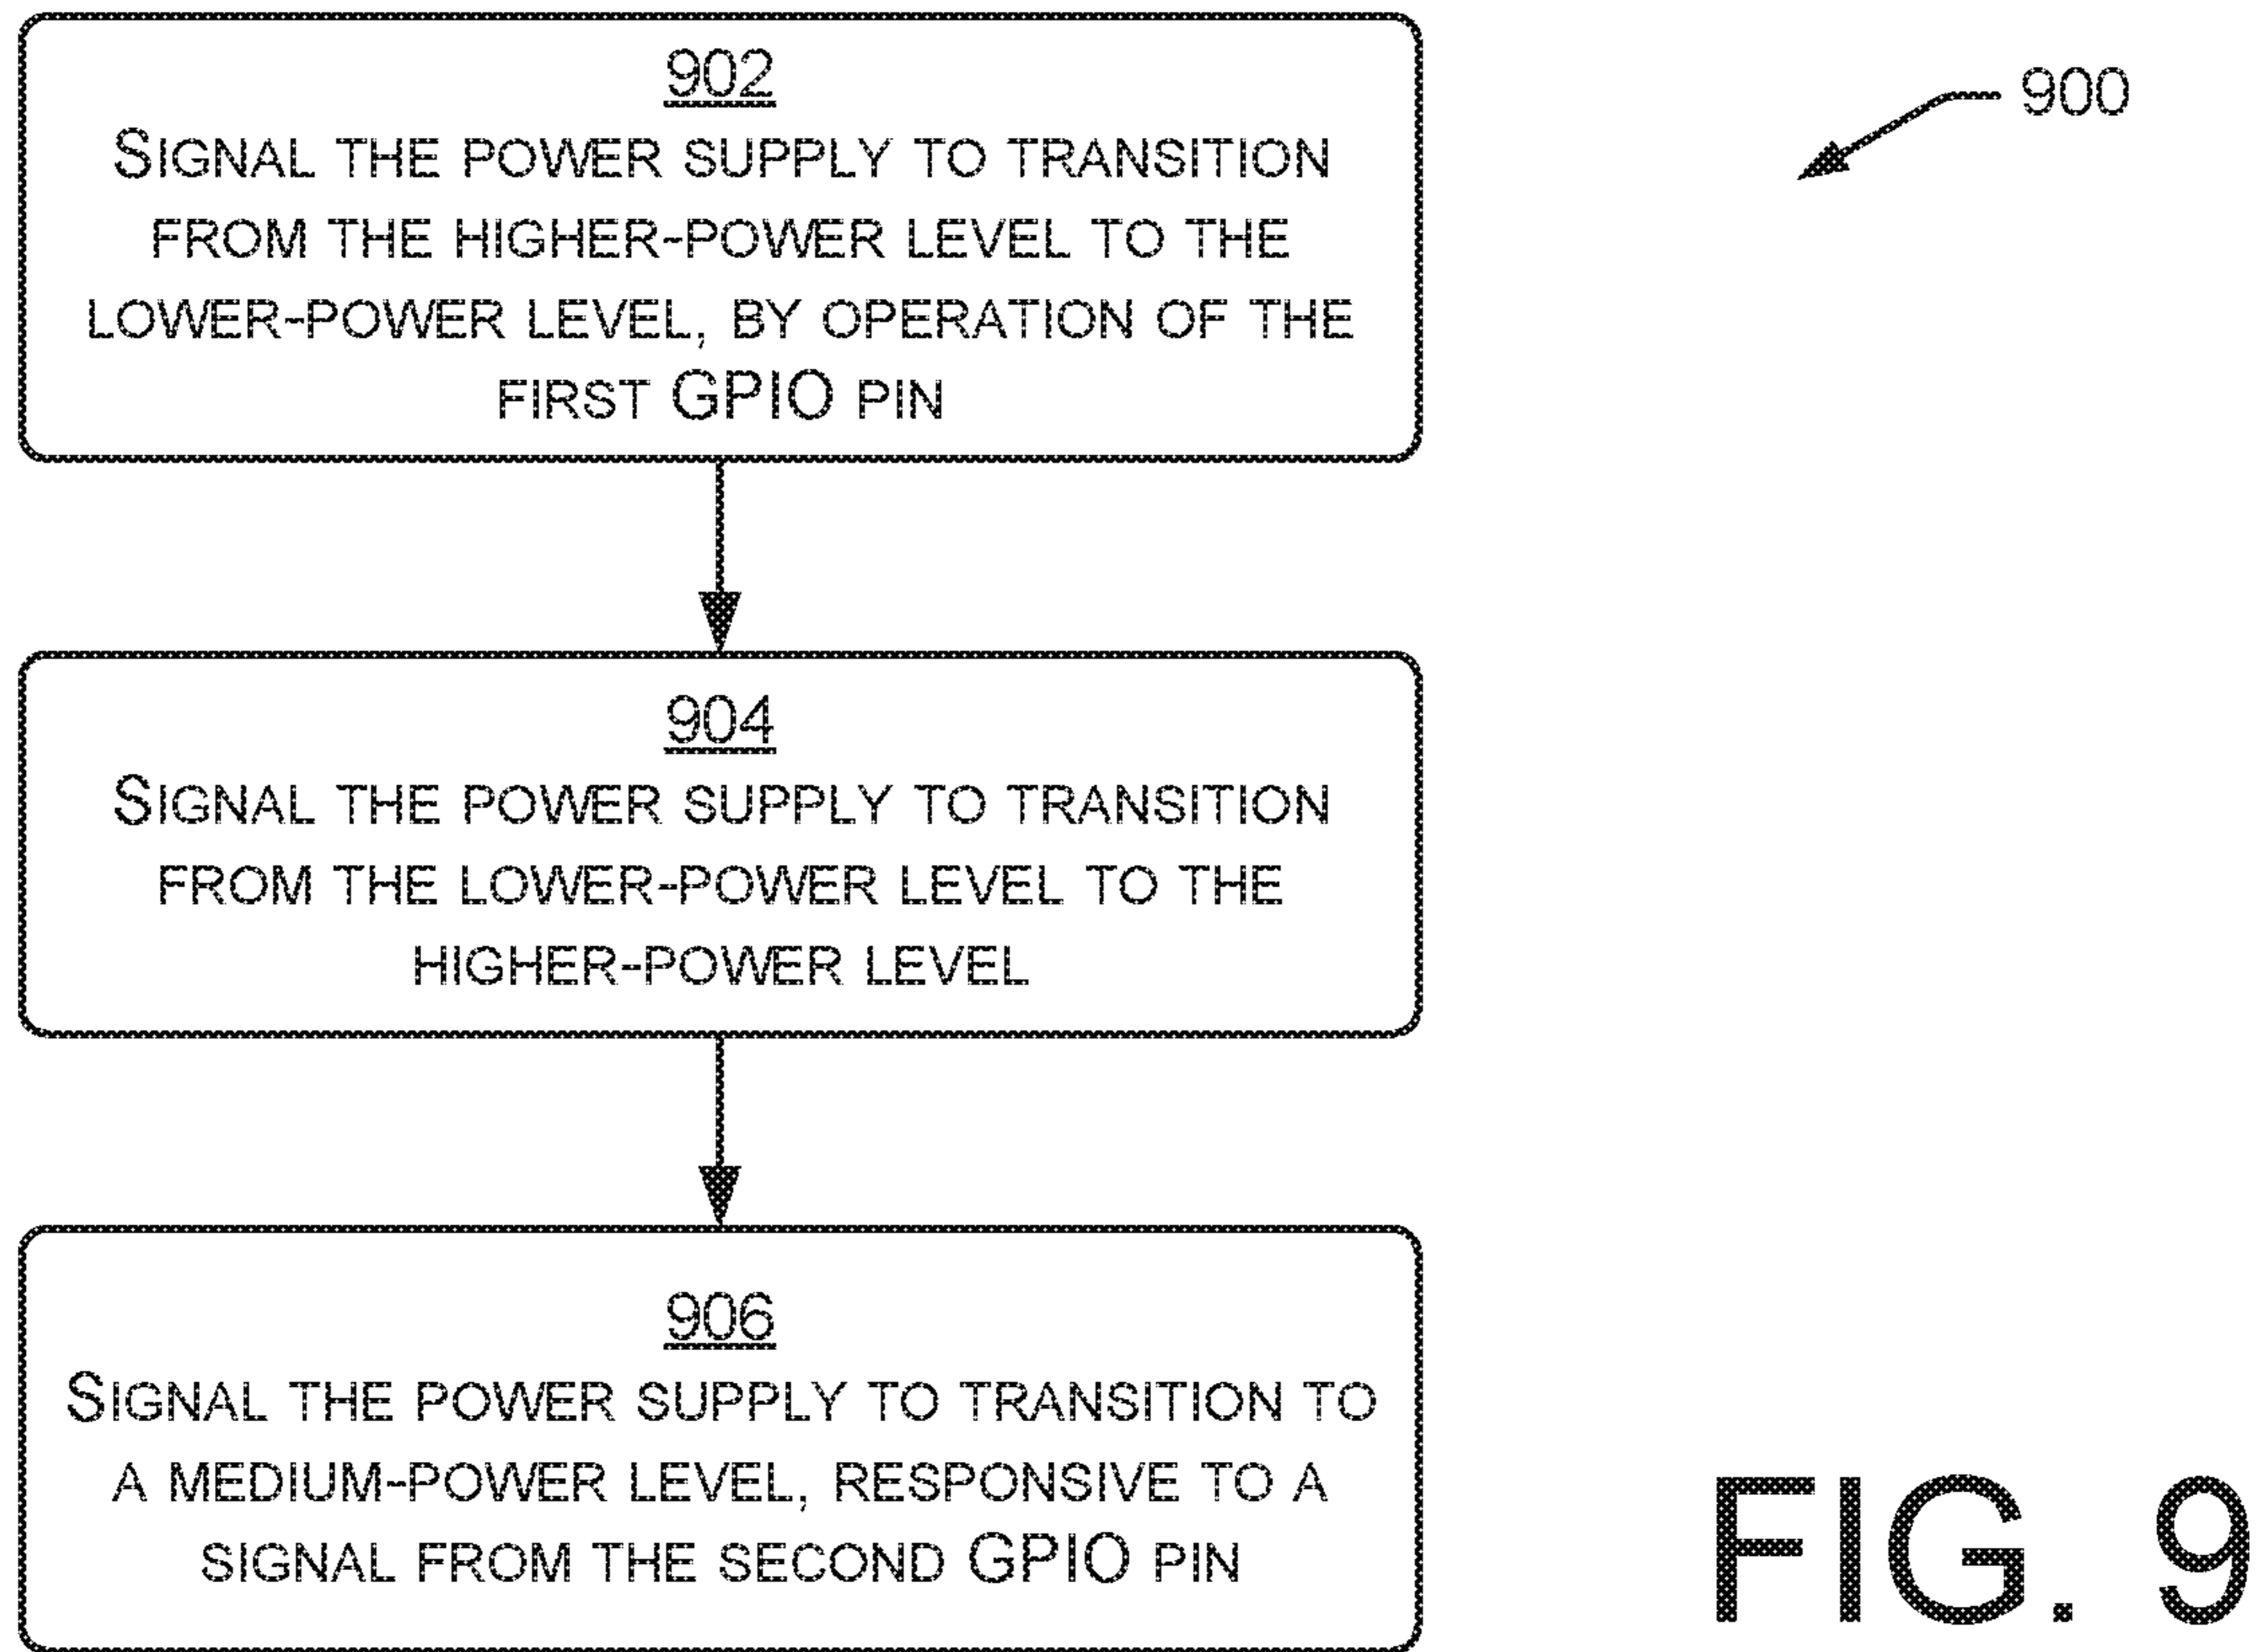 902
SIGNAL THE POWER SUPPLY TO TRANSITION
FROM THE HIGHER-POWER LEVEL TO THE
LOWER-POWER LEVEL, BY OPERATION OF THE
FIRST GPIO PIN
900
904
SIGNAL THE POWER SUPPLY TO TRANSITION
FROM THE LOWER-POWER LEVEL TO THE
HIGHER-POWER LEVEL
906
SIGNAL THE POWER SUPPLY TO TRANSITION TO
A MEDIUM-POWER LEVEL, RESPONSIVE TO A
SIGNAL FROM THE SECOND GPIO PIN
FIG. 9